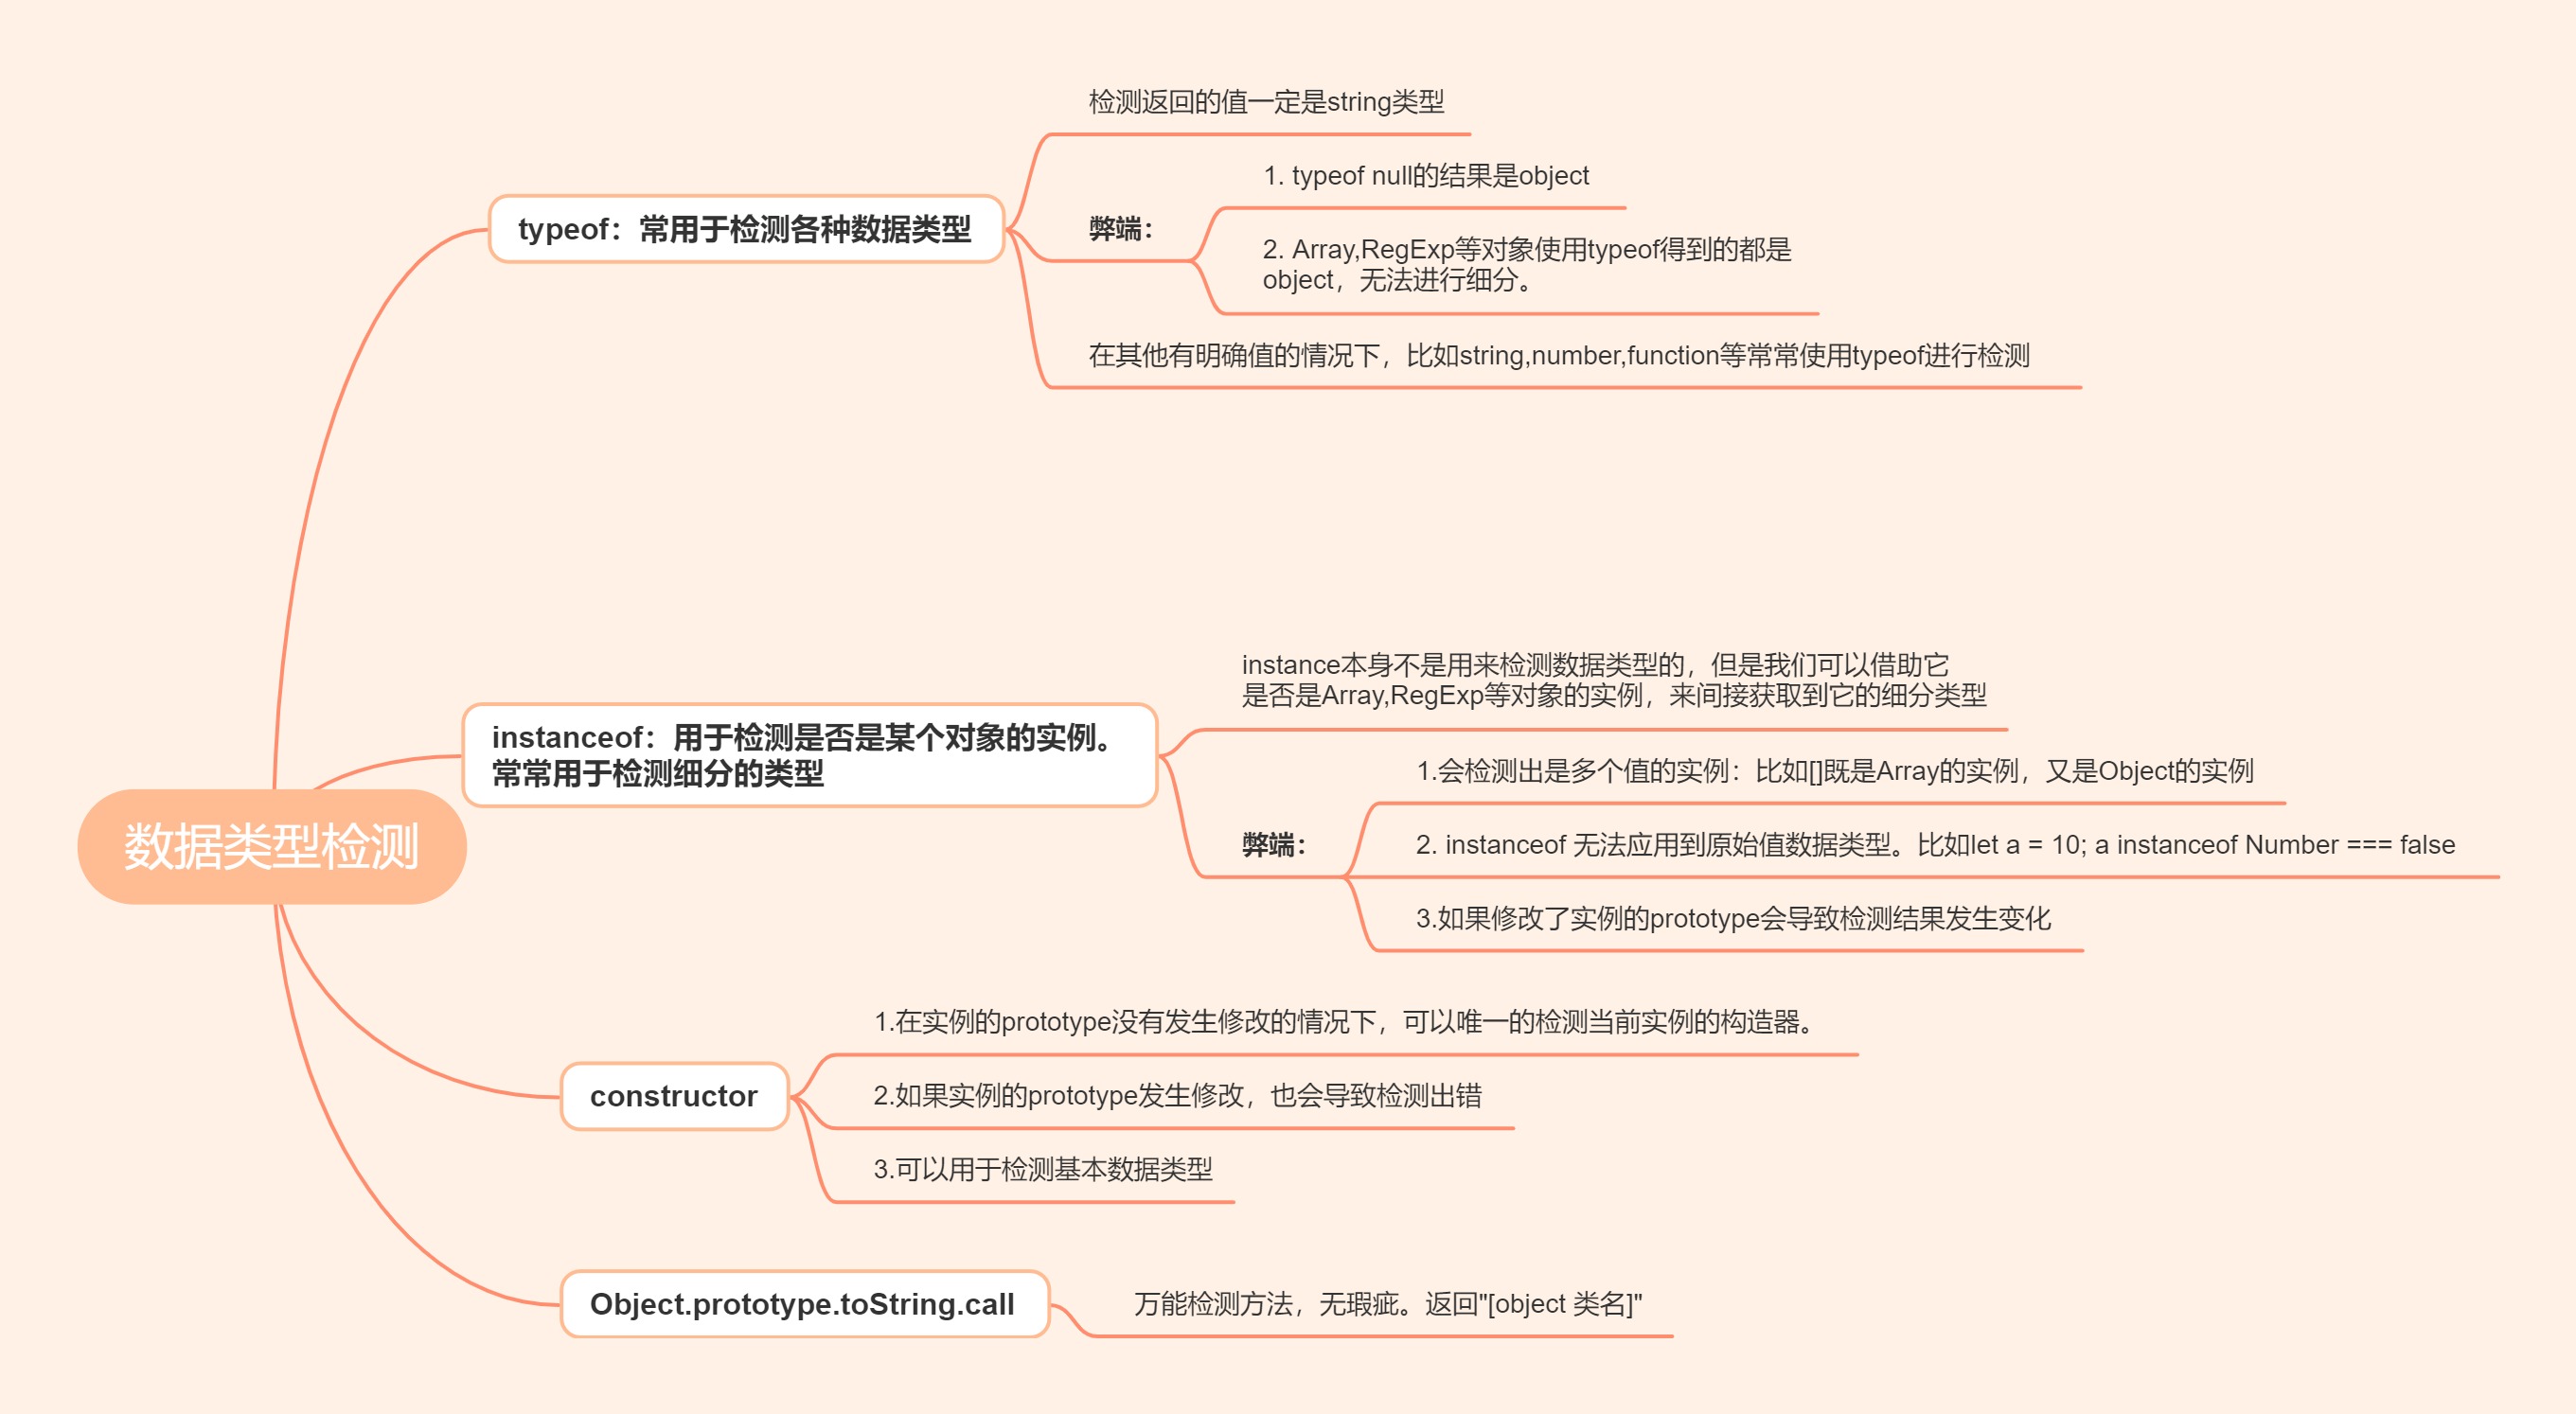 数据类型检测
typeof：常用于检测各种数据类型
检测返回的值一定是string类型
弊端：
1. typeof null的结果是object
2. Array,RegExp等对象使用typeof得到的都是
object，无法进行细分。
在其他有明确值的情况下，比如string,number,function等常常使用typeof进行检测
instanceof：用于检测是否是某个对象的实例。
常常用于检测细分的类型
instance本身不是用来检测数据类型的，但是我们可以借助它
是否是Array,RegExp等对象的实例，来间接获取到它的细分类型
弊端：
1.会检测出是多个值的实例：比如[]既是Array的实例，又是Object的实例
2. instanceof 无法应用到原始值数据类型。比如let a = 10; a instanceof Number === false
3.如果修改了实例的prototype会导致检测结果发生变化
constructor
1.在实例的prototype没有发生修改的情况下，可以唯一的检测当前实例的构造器。
2.如果实例的prototype发生修改，也会导致检测出错
3.可以用于检测基本数据类型
Object.prototype.toString.call
万能检测方法，无瑕疵。返回"[object 类名]"